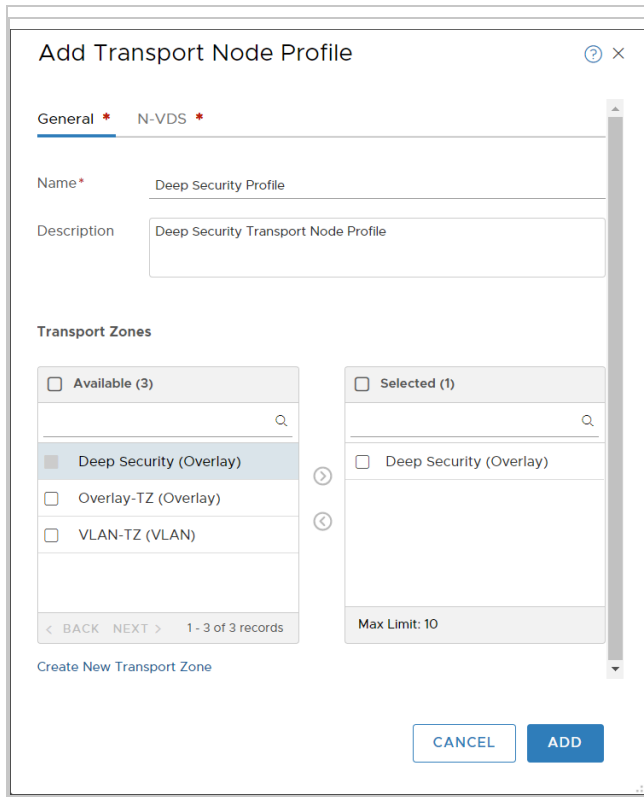 Add Transport Node Profile
General *
N-VDS *
Name*
Deep Security Profile
Description
Deep Security Transport Node Profile
Transport Zones
Available (3)
Deep Security (Overlay)
Overlay-TZ (Overlay)
VLAN-TZ (VLAN)
< BACK NEXT > 1 - 3 of 3 records
Selected (1)
Deep Security (Overlay)
Max Limit: 10
Create New Transport Zone
CANCEL
ADD